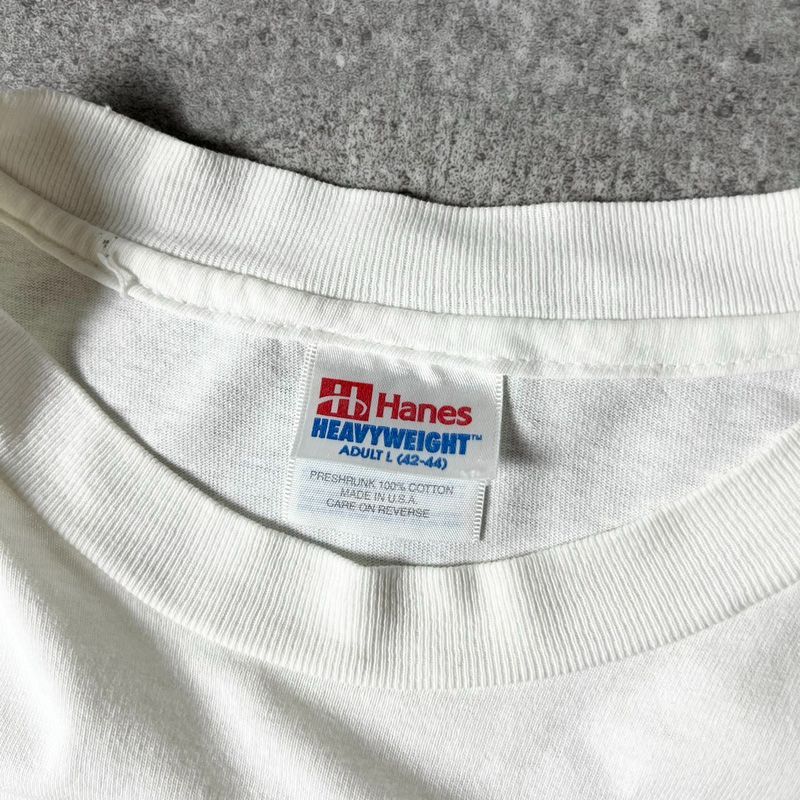 Hanes
HEAVYWEIGHT™
ADULT L (42-44)
PRESHRUNK 100% COTTON
MADE IN U.S.A.
CARE ON REVERSE